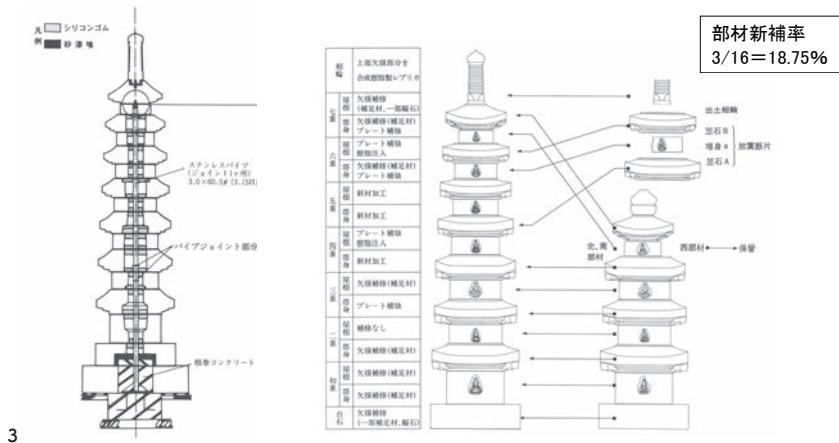 凡例
シリコンゴム
砂漆喰
ステンレスパイプ
(ジョイント1ヶ用)
パイプジョイント部分
根巻コンクリート
3
相輪
上部欠損部分を
合成樹脂製レプリカ
七重
屋根
欠損補修
(補足材、一部擬石)
塔身
欠損補修(補足材)
プレート補強
六重
屋根
プレート補強
樹脂注入
塔身
欠損補修(補足材)
プレート補強
五重
屋根
新材加工
塔身
新材加工
四重
屋根
プレート補強
樹脂注入
塔身
新材加工
三重
屋根
欠損補修(補足材)
塔身
プレート補強
二重
屋根
補修なし
塔身
欠損補修(補足材)
初重
屋根
欠損補修(補足材)
塔身
欠損補修(補足材)
台石
欠損補修
(一部補足材、擬石)
部材新補率
3/16=18.75%
出土相輪
笠石B
塔身a
笠石A
放置断片
北、南
部材
西部材
保管